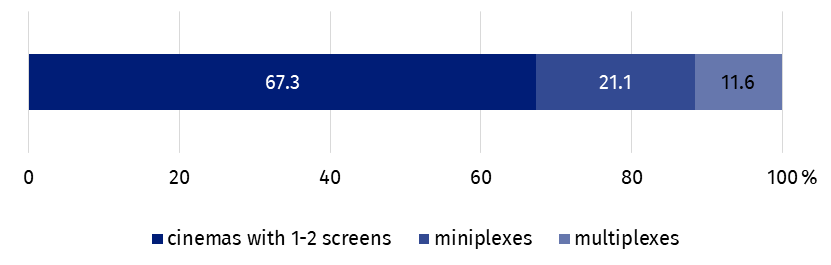 67.3 21.1 11.6
0 20 40 60 80 100 %
cinemas with 1-2 screens miniplexes multiplexes